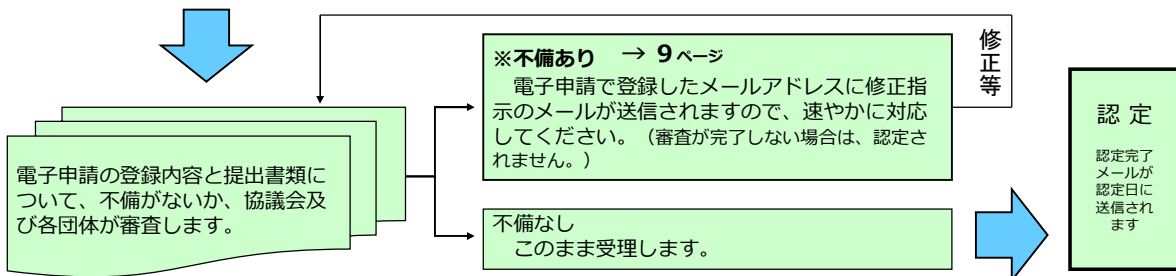 ※不備あり　→ 9ページ
　電子申請で登録したメールアドレスに修正指
示のメールが送信されますので、速やかに対応
してください。（審査が完了しない場合は、認定さ
れません。）
修正等
電子申請の登録内容と提出書類に
ついて、不備がないか、協議会及
び各団体が審査します。
不備なし
　このまま受理します。
認 定
認定完了
メールが
認定日に
送信され
ます